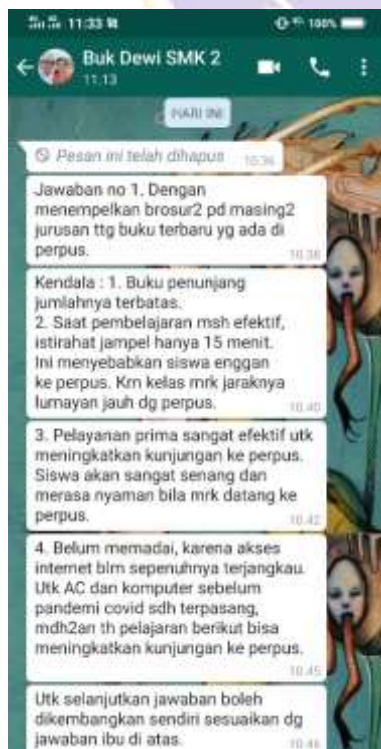 11:33
100%
Buk Dewi SMK 2
11.13
HARI INI
Pesan ini telah dihapus 10.36
Jawaban no 1. Dengan
menempelkan brosur2 pd masing2
jurusan ttg buku terbaru yg ada di
perpus. 10.38
Kendala : 1. Buku penunjang
jumlahnya terbatas.
2. Saat pembelajaran msh efektif,
istirahat jampel hanya 15 menit.
Ini menyebabkan siswa enggan
ke perpus. Krn kelas mrk jaraknya
lumayan jauh dg perpus. 10.40
3. Pelayanan prima sangat efektif utk
meningkatkan kunjungan ke perpus.
Siswa akan sangat senang dan
merasa nyaman bila mrk datang ke
perpus. 10.42
4. Belum memadai, karena akses
internet blm sepenuhnya terjangkau.
Utk AC dan komputer sebelum
pandemi covid sdh terpasang,
mdh2an th pelajaran berikut bisa
meningkatkan kunjungan ke perpus.
10.45
Utk selanjutkan jawaban boleh
dikembangkan sendiri sesuaikan dg
jawaban ibu di atas. 10.46